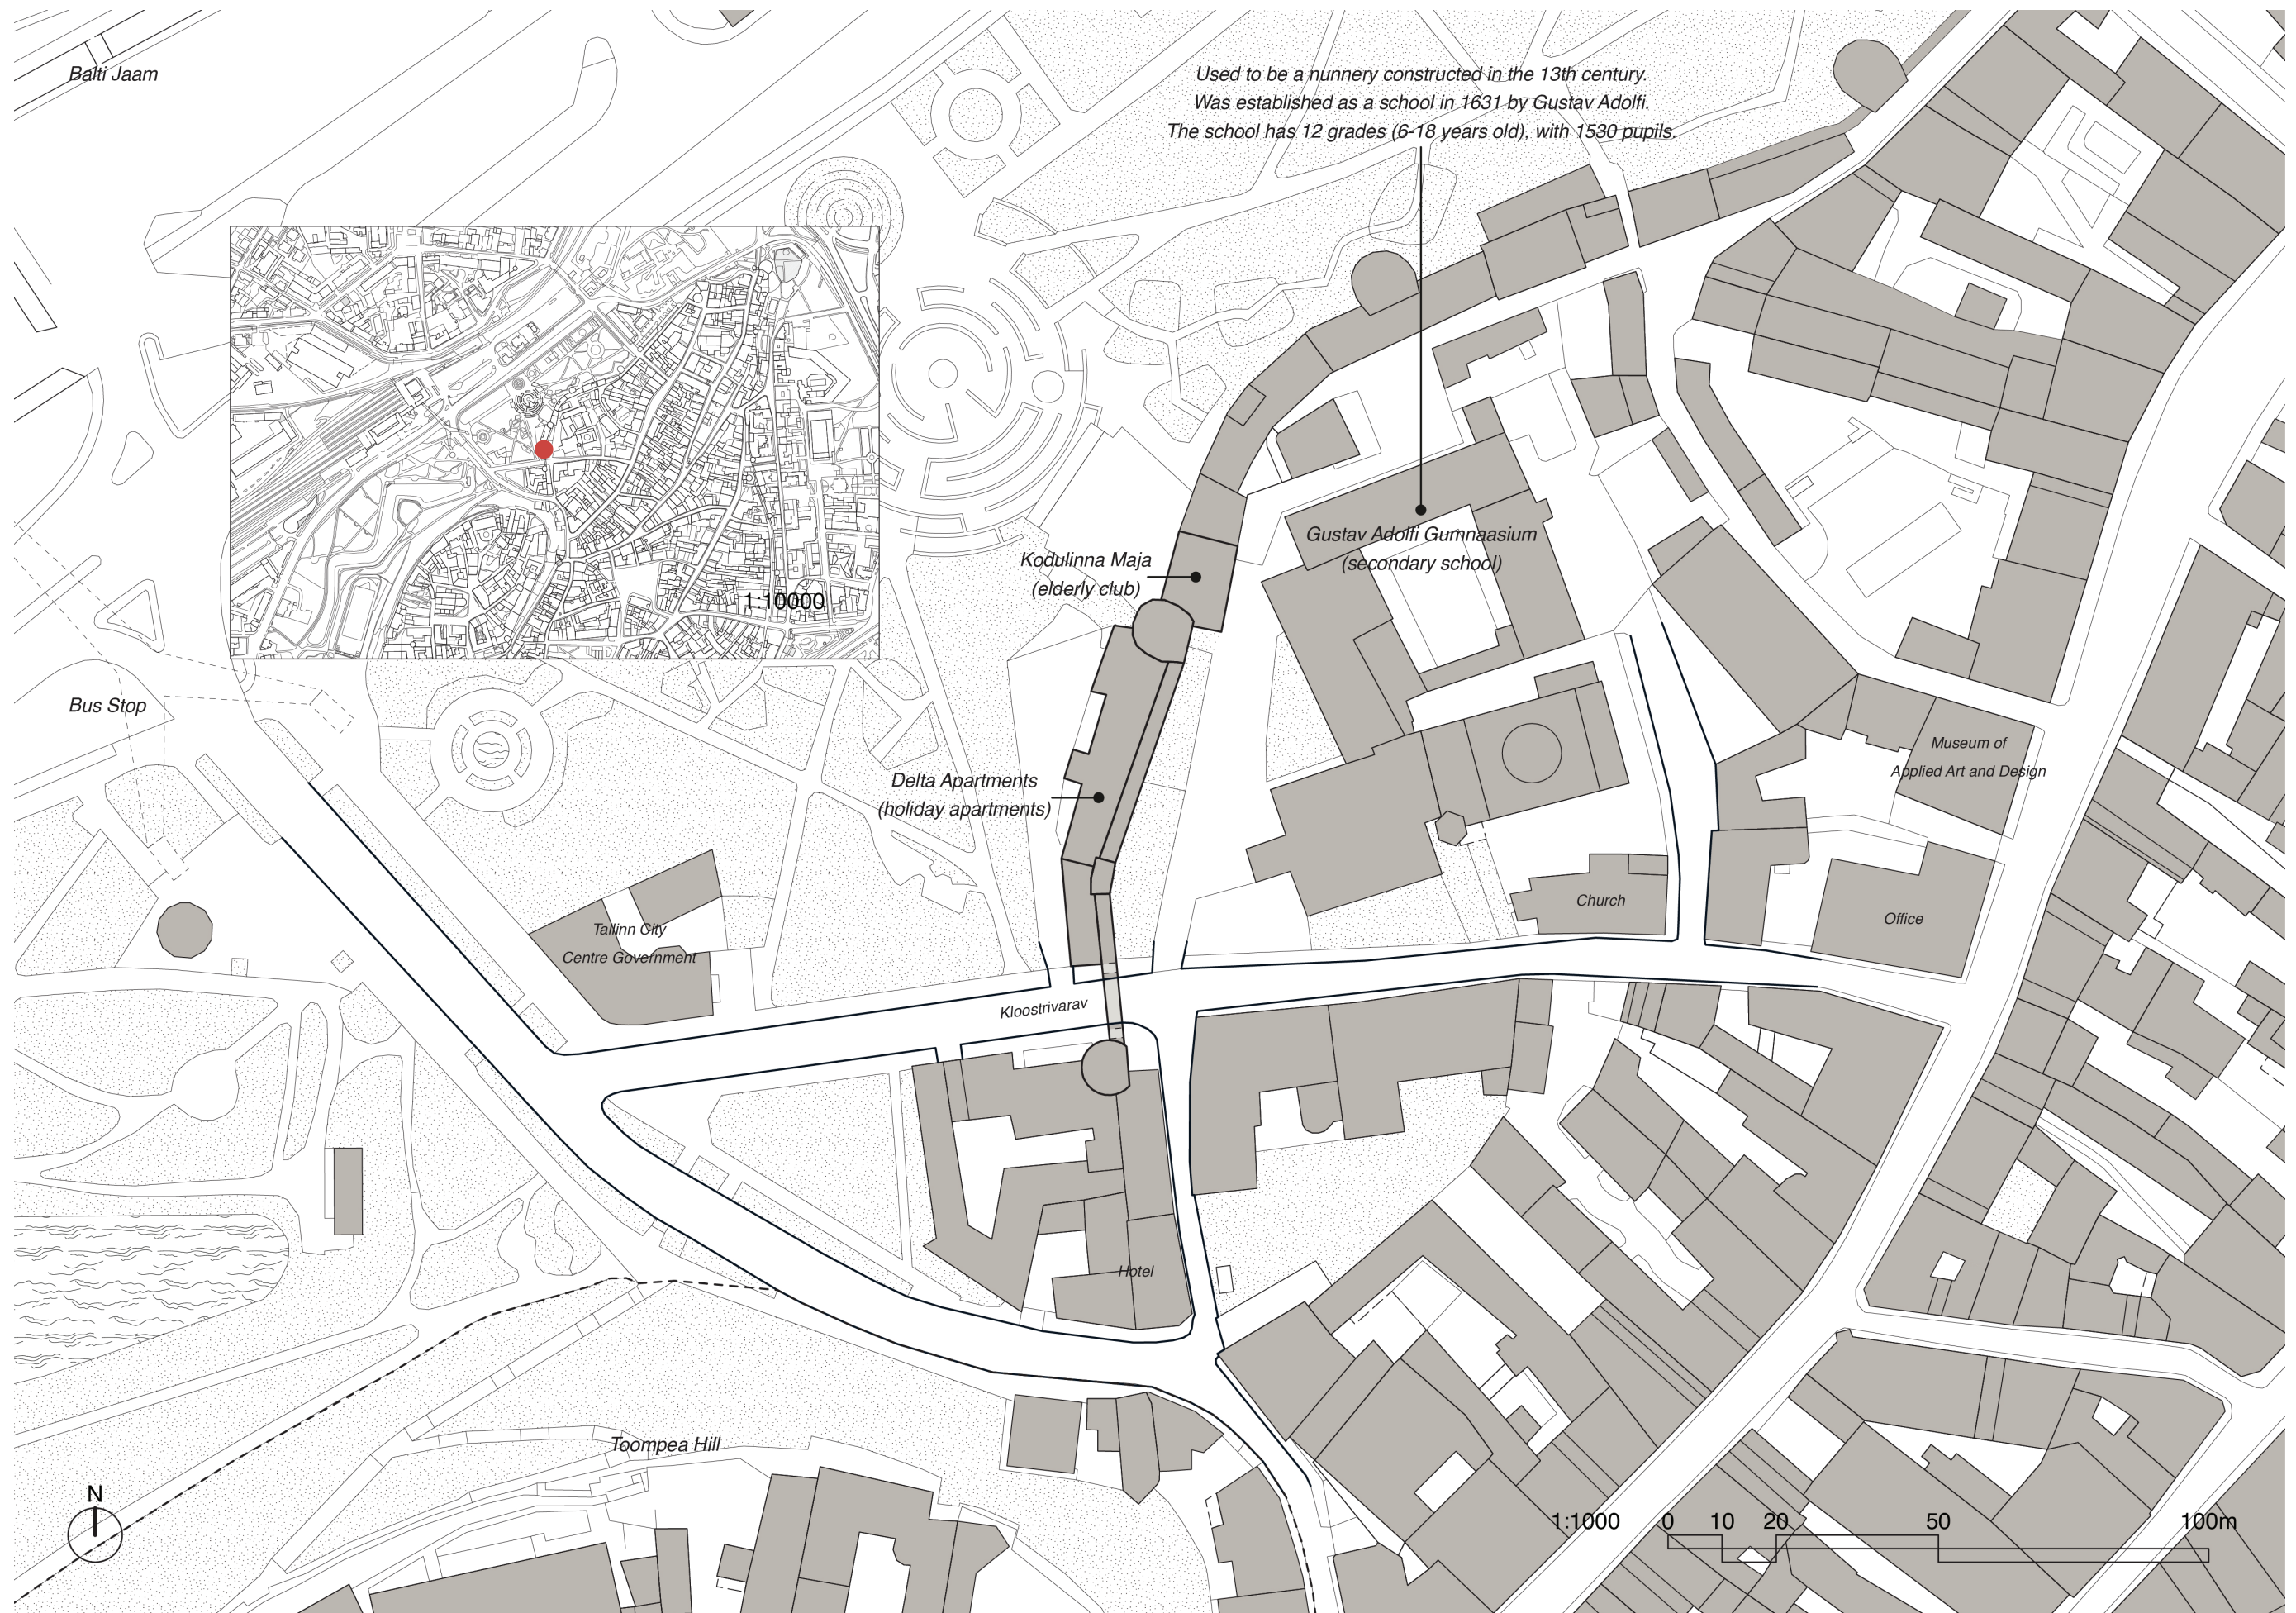 Balti Jaam
Used to be a nunnery constructed in the 13th century.
Was established as a school in 1631 by Gustav Adolfi.
The school has 12 grades (6-18 years old), with 1530 pupils.
Gustav Adolfi Gumnaasium
(secondary school)
Kodulinna Maja
(elderly club)
1:10000
Bus Stop
Museum of
Applied Art and Design
Delta Apartments
(holiday apartments)
Church
Office
Tallinn City
Centre Government
Kloostrivarav
Hotel
Toompea Hill
N
1:1000 0 10 20 50 100m